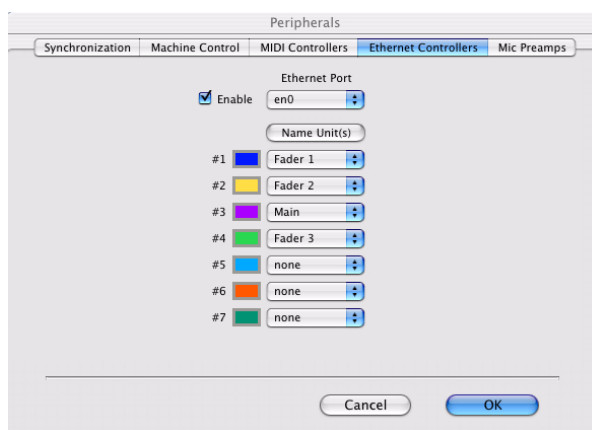 Peripherals
Synchronization Machine Control MIDI Controllers Ethernet Controllers Mic Preamps
Ethernet Port
Enable en0
Name Unit(s)
#1 Fader 1
#2 Fader 2
#3 Main
#4 Fader 3
#5 none
#6 none
#7 none
Cancel OK